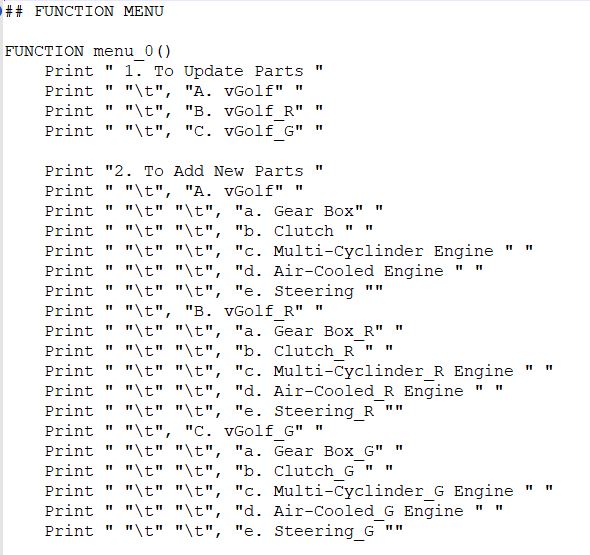 ## FUNCTION MENU
FUNCTION menu_0()
Print " 1. To Update Parts "
Print " "\t", "A. vGolf" "
Print " "\t", "B. vGolf_R" "
Print " "\t", "C. vGolf_G" "
Print "2. To Add New Parts "
Print " "\t", "A. vGolf" "
Print " "\t" "\t", "a. Gear Box" "
Print " "\t" "\t", "b. Clutch " "
Print " "\t" "\t", "c. Multi-Cyclinder Engine " "
Print " "\t" "\t", "d. Air-Cooled Engine " "
Print " "\t" "\t", "e. Steering ""
Print " "\t", "B. vGolf_R" "
Print " "\t" "\t", "a. Gear Box_R" "
Print " "\t" "\t", "b. Clutch_R " "
Print " "\t" "\t", "c. Multi-Cyclinder_R Engine " "
Print " "\t" "\t", "d. Air-Cooled_R Engine " "
Print " "\t" "\t", "e. Steering_R ""
Print " "\t", "C. vGolf_G" "
Print " "\t" "\t", "a. Gear Box_G" "
Print " "\t" "\t", "b. Clutch_G " "
Print " "\t" "\t", "c. Multi-Cyclinder_G Engine " "
Print " "\t" "\t", "d. Air-Cooled_G Engine " "
Print " "\t" "\t", "e. Steering_G ""